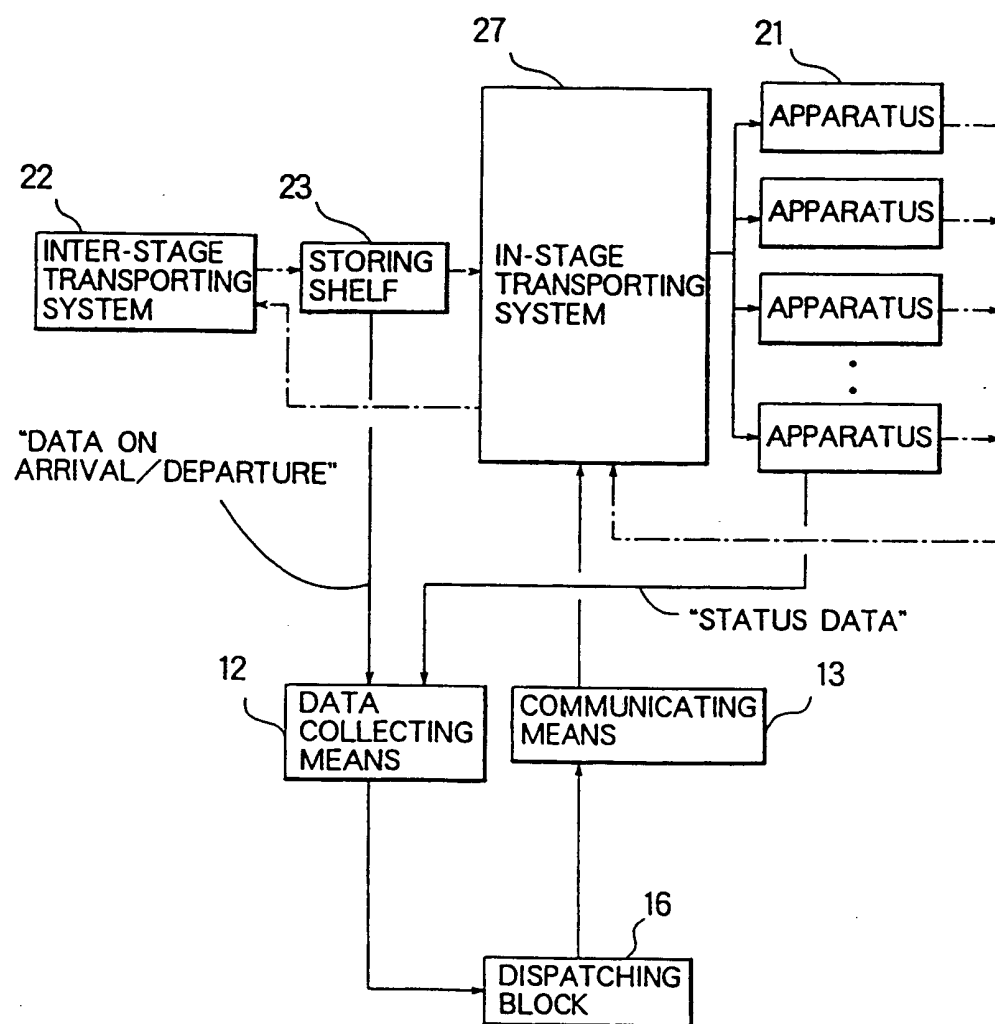 27
21
APPARATUS
22
23
APPARATUS
INTER-STAGE
TRANSPORTING
SYSTEM
STORING
SHELF
IN-STAGE
TRANSPORTING
SYSTEM
APPARATUS
APPARATUS
"DATA ON
ARRIVAL/DEPARTURE"
"STATUS DATA"
12
13
DATA
COLLECTING
MEANS
COMMUNICATING
MEANS
16
DISPATCHING
BLOCK